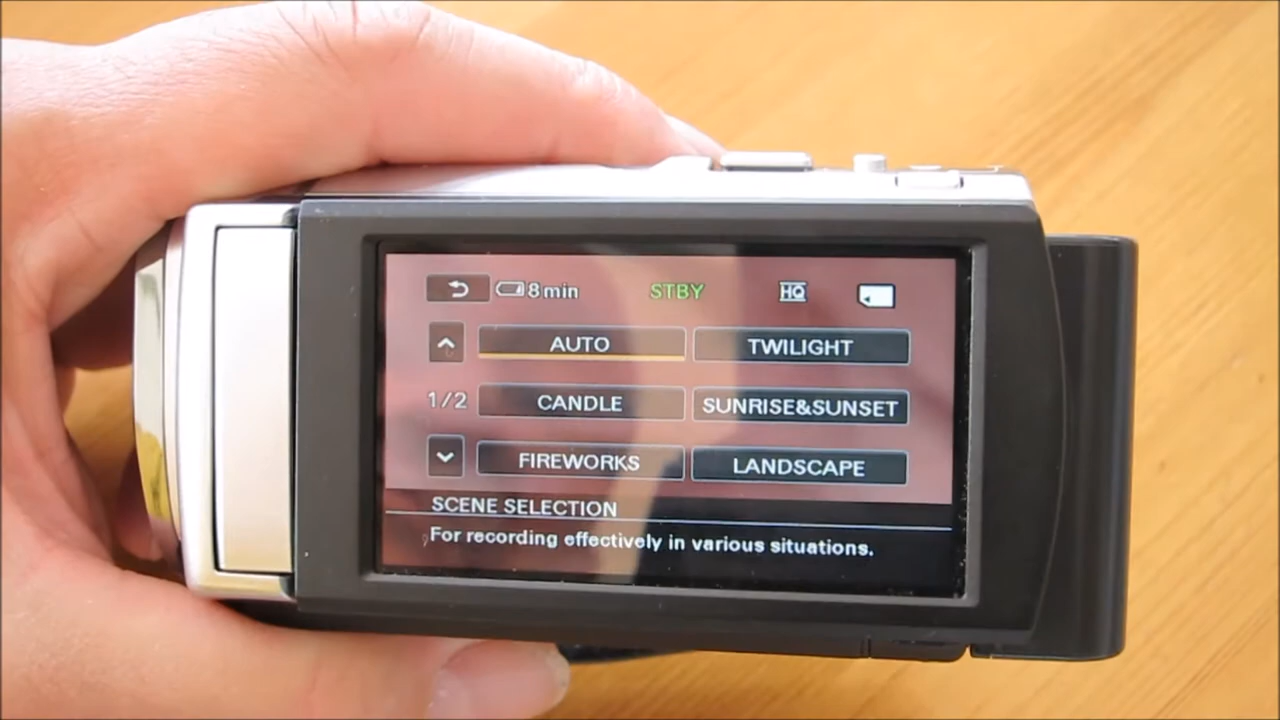 8min STBY HQ
AUTO TWILIGHT
1/2 CANDLE SUNRISE&SUNSET
FIREWORKS LANDSCAPE
SCENE SELECTION
For recording effectively in various situations.